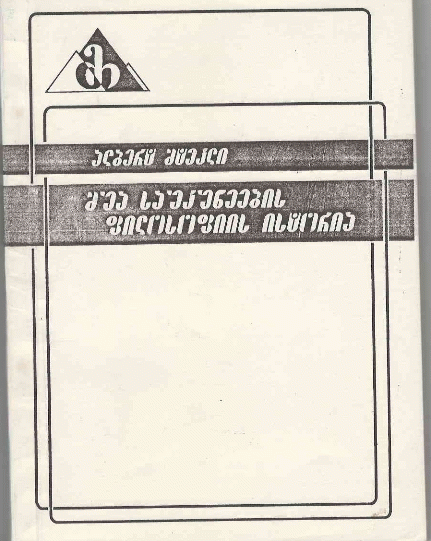 ალბერტ შტეკლი
შუა საუკუნეების
ფილოსოფიის ისტორია